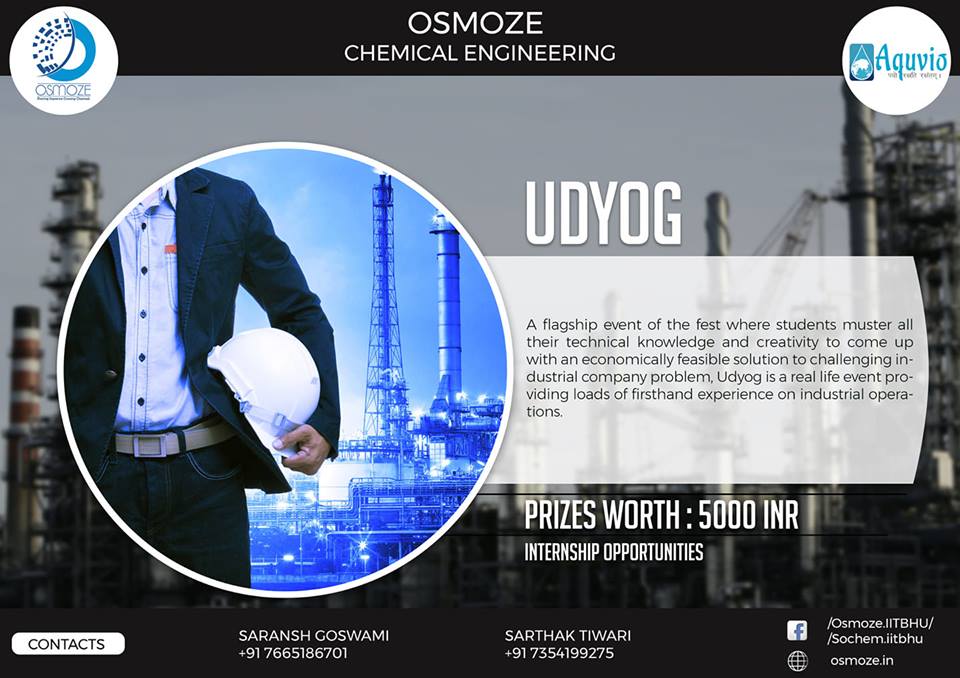 OSMOZE
CHEMICAL ENGINEERING
OSMOZE
Aquvio
UDYOG
A flagship event of the fest where students muster all
their technical knowledge and creativity to come up
with an economically feasible solution to challenging in-
dustrial company problem, Udyog is a real life event pro-
viding loads of firsthand experience on industrial opera-
tions.
PRIZES WORTH : 5000 INR
INTERNSHIP OPPORTUNITIES
CONTACTS
SARANSH GOSWAMI
+91 7665186701
SARTHAK TIWARI
+91 7354199275
/Osmoze.IITBHU/
/Sochem.iitbhu
osmoze.in